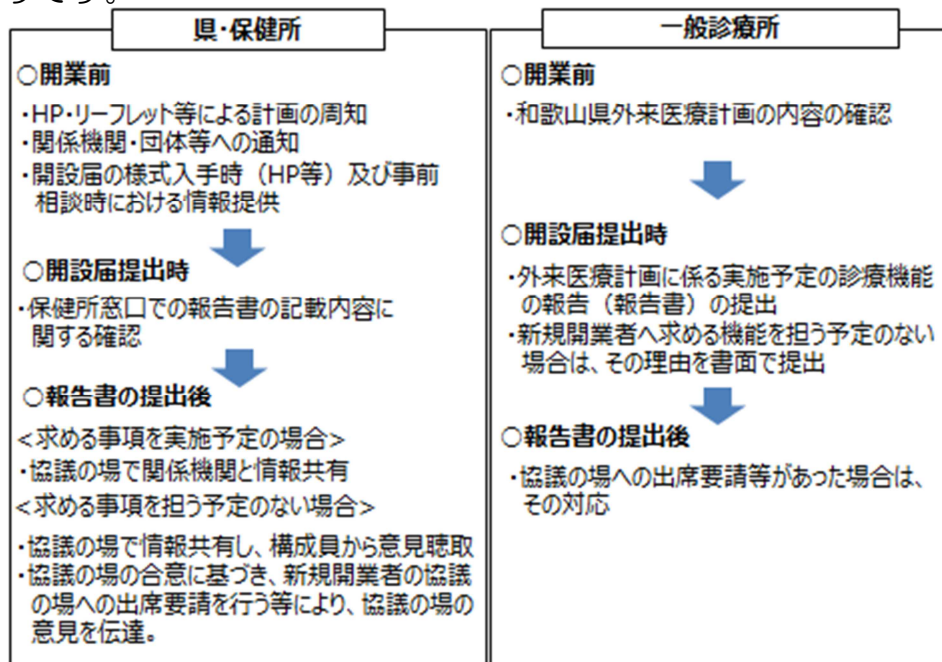 うです。
県・保健所
○開業前
・HP・リーフレット等による計画の周知
・関係機関・団体等への通知
・開設届の様式入手時（HP等）及び事前
相談時における情報提供
○開設届提出時
・保健所窓口での報告書の記載内容に
関する確認
○報告書の提出後
<求める事項を実施予定の場合>
・協議の場で関係機関と情報共有
<求める事項を担う予定のない場合>
・協議の場で情報共有し、構成員から意見聴取
・協議の場の合意に基づき、新規開業者の協議
の場への出席要請を行う等により、協議の場の
意見を伝達。
一般診療所
○開業前
・和歌山県外来医療計画の内容の確認
○開設届提出時
・外来医療計画に係る実施予定の診療機能
の報告（報告書）の提出
・新規開業者へ求める機能を担う予定のない
場合は、その理由を書面で提出
○報告書の提出後
・協議の場への出席要請等があった場合は、
その対応